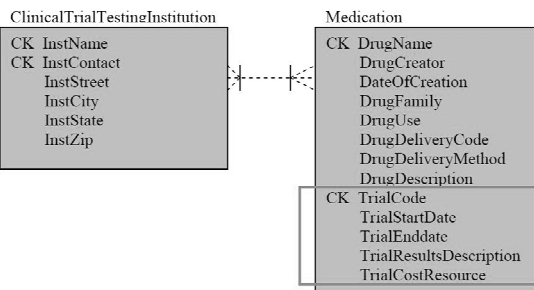 ClinicalTrialTestingInstitution
CK InstName
CK InstContact
InstStreet
InstCity
InstState
InstZip
Medication
CK DrugName
DrugCreator
DateOfCreation
DrugFamily
DrugUse
DrugDeliveryCode
DrugDeliveryMethod
DrugDescription
CK TrialCode
TrialStartDate
TrialEnddate
TrialResultsDescription
TrialCostResource